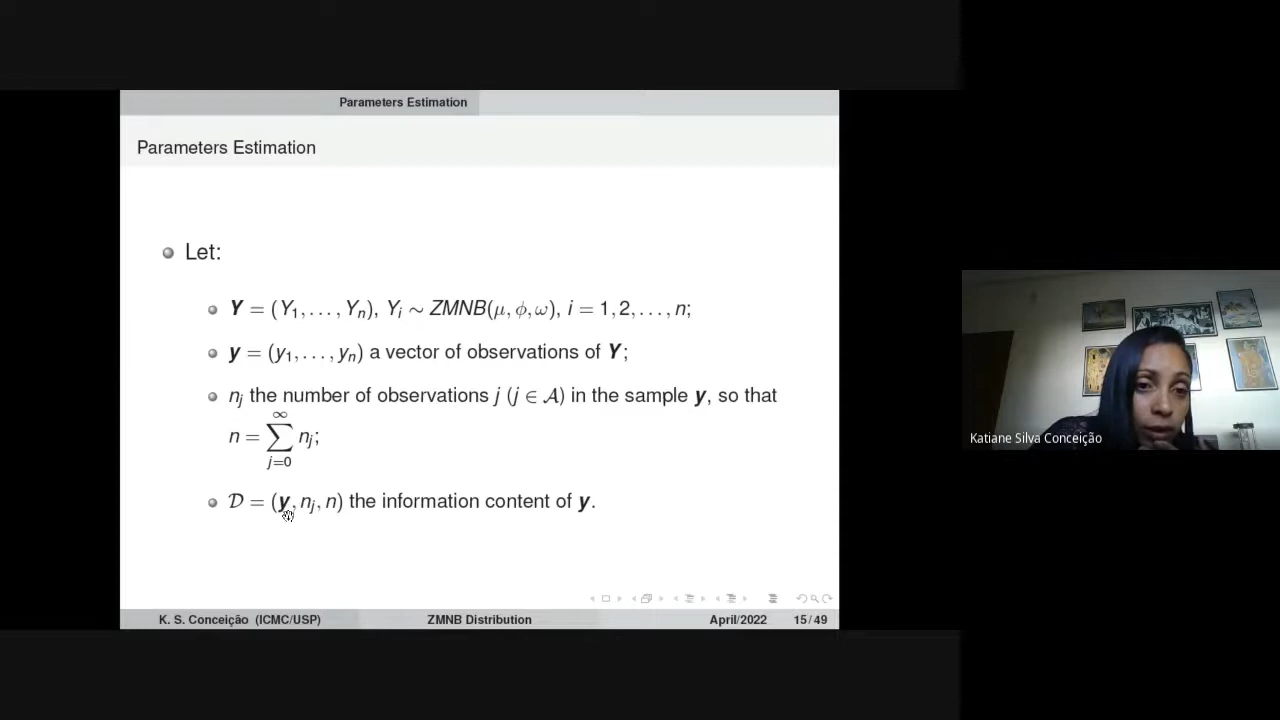 Parameters Estimation
Parameters Estimation
Let:
Y = (Y₁, . . . , Yₙ), Yᵢ ∼ ZMNB(μ, ϕ, ω), i = 1, 2, . . . , n;
y = (y₁, . . . , yₙ) a vector of observations of Y;
nⱼ the number of observations j (j ∈ 𝒜) in the sample y, so that
n = ∑_{j=0}^{∞} nⱼ;
𝒟 = (y, nⱼ, n) the information content of y.
Katiane Silva Conceição
K. S. Conceição (ICMC/USP) ZMNB Distribution April/2022 15/49